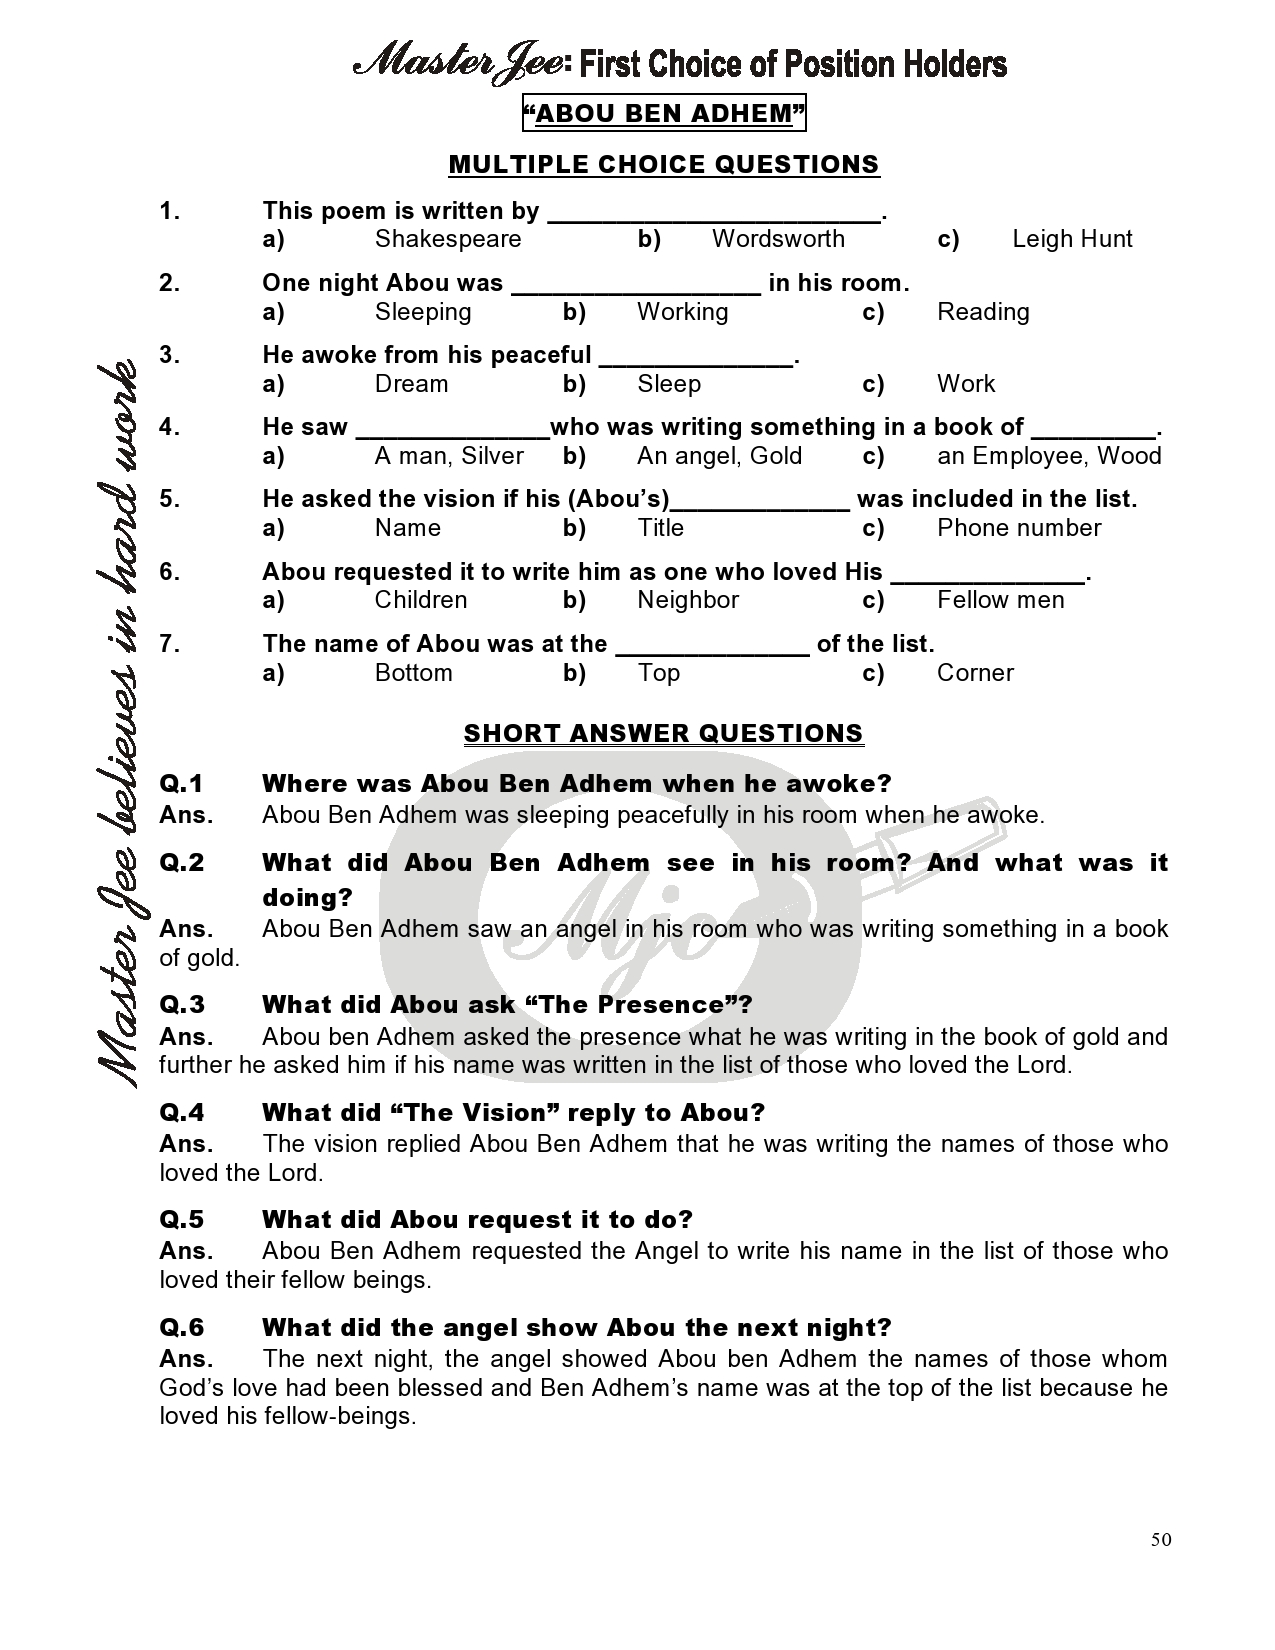 Master Jee: First Choice of Position Holders
“ABOU BEN ADHEM”
MULTIPLE CHOICE QUESTIONS
1. This poem is written by ________________________.
a) Shakespeare b) Wordsworth c) Leigh Hunt
2. One night Abou was __________________ in his room.
a) Sleeping b) Working c) Reading
3. He awoke from his peaceful ______________.
a) Dream b) Sleep c) Work
4. He saw ______________who was writing something in a book of _________.
a) A man, Silver b) An angel, Gold c) an Employee, Wood
5. He asked the vision if his (Abou’s)_____________ was included in the list.
a) Name b) Title c) Phone number
6. Abou requested it to write him as one who loved His ______________.
a) Children b) Neighbor c) Fellow men
7. The name of Abou was at the ______________ of the list.
a) Bottom b) Top c) Corner
SHORT ANSWER QUESTIONS
Q.1 Where was Abou Ben Adhem when he awoke?
Ans. Abou Ben Adhem was sleeping peacefully in his room when he awoke.
Q.2 What did Abou Ben Adhem see in his room? And what was it
doing?
Ans. Abou Ben Adhem saw an angel in his room who was writing something in a book
of gold.
Q.3 What did Abou ask “The Presence”?
Ans. Abou ben Adhem asked the presence what he was writing in the book of gold and
further he asked him if his name was written in the list of those who loved the Lord.
Q.4 What did “The Vision” reply to Abou?
Ans. The vision replied Abou Ben Adhem that he was writing the names of those who
loved the Lord.
Q.5 What did Abou request it to do?
Ans. Abou Ben Adhem requested the Angel to write his name in the list of those who
loved their fellow beings.
Q.6 What did the angel show Abou the next night?
Ans. The next night, the angel showed Abou ben Adhem the names of those whom
God’s love had been blessed and Ben Adhem’s name was at the top of the list because he
loved his fellow-beings.
Master Jee believes in hard work
Mjc
50